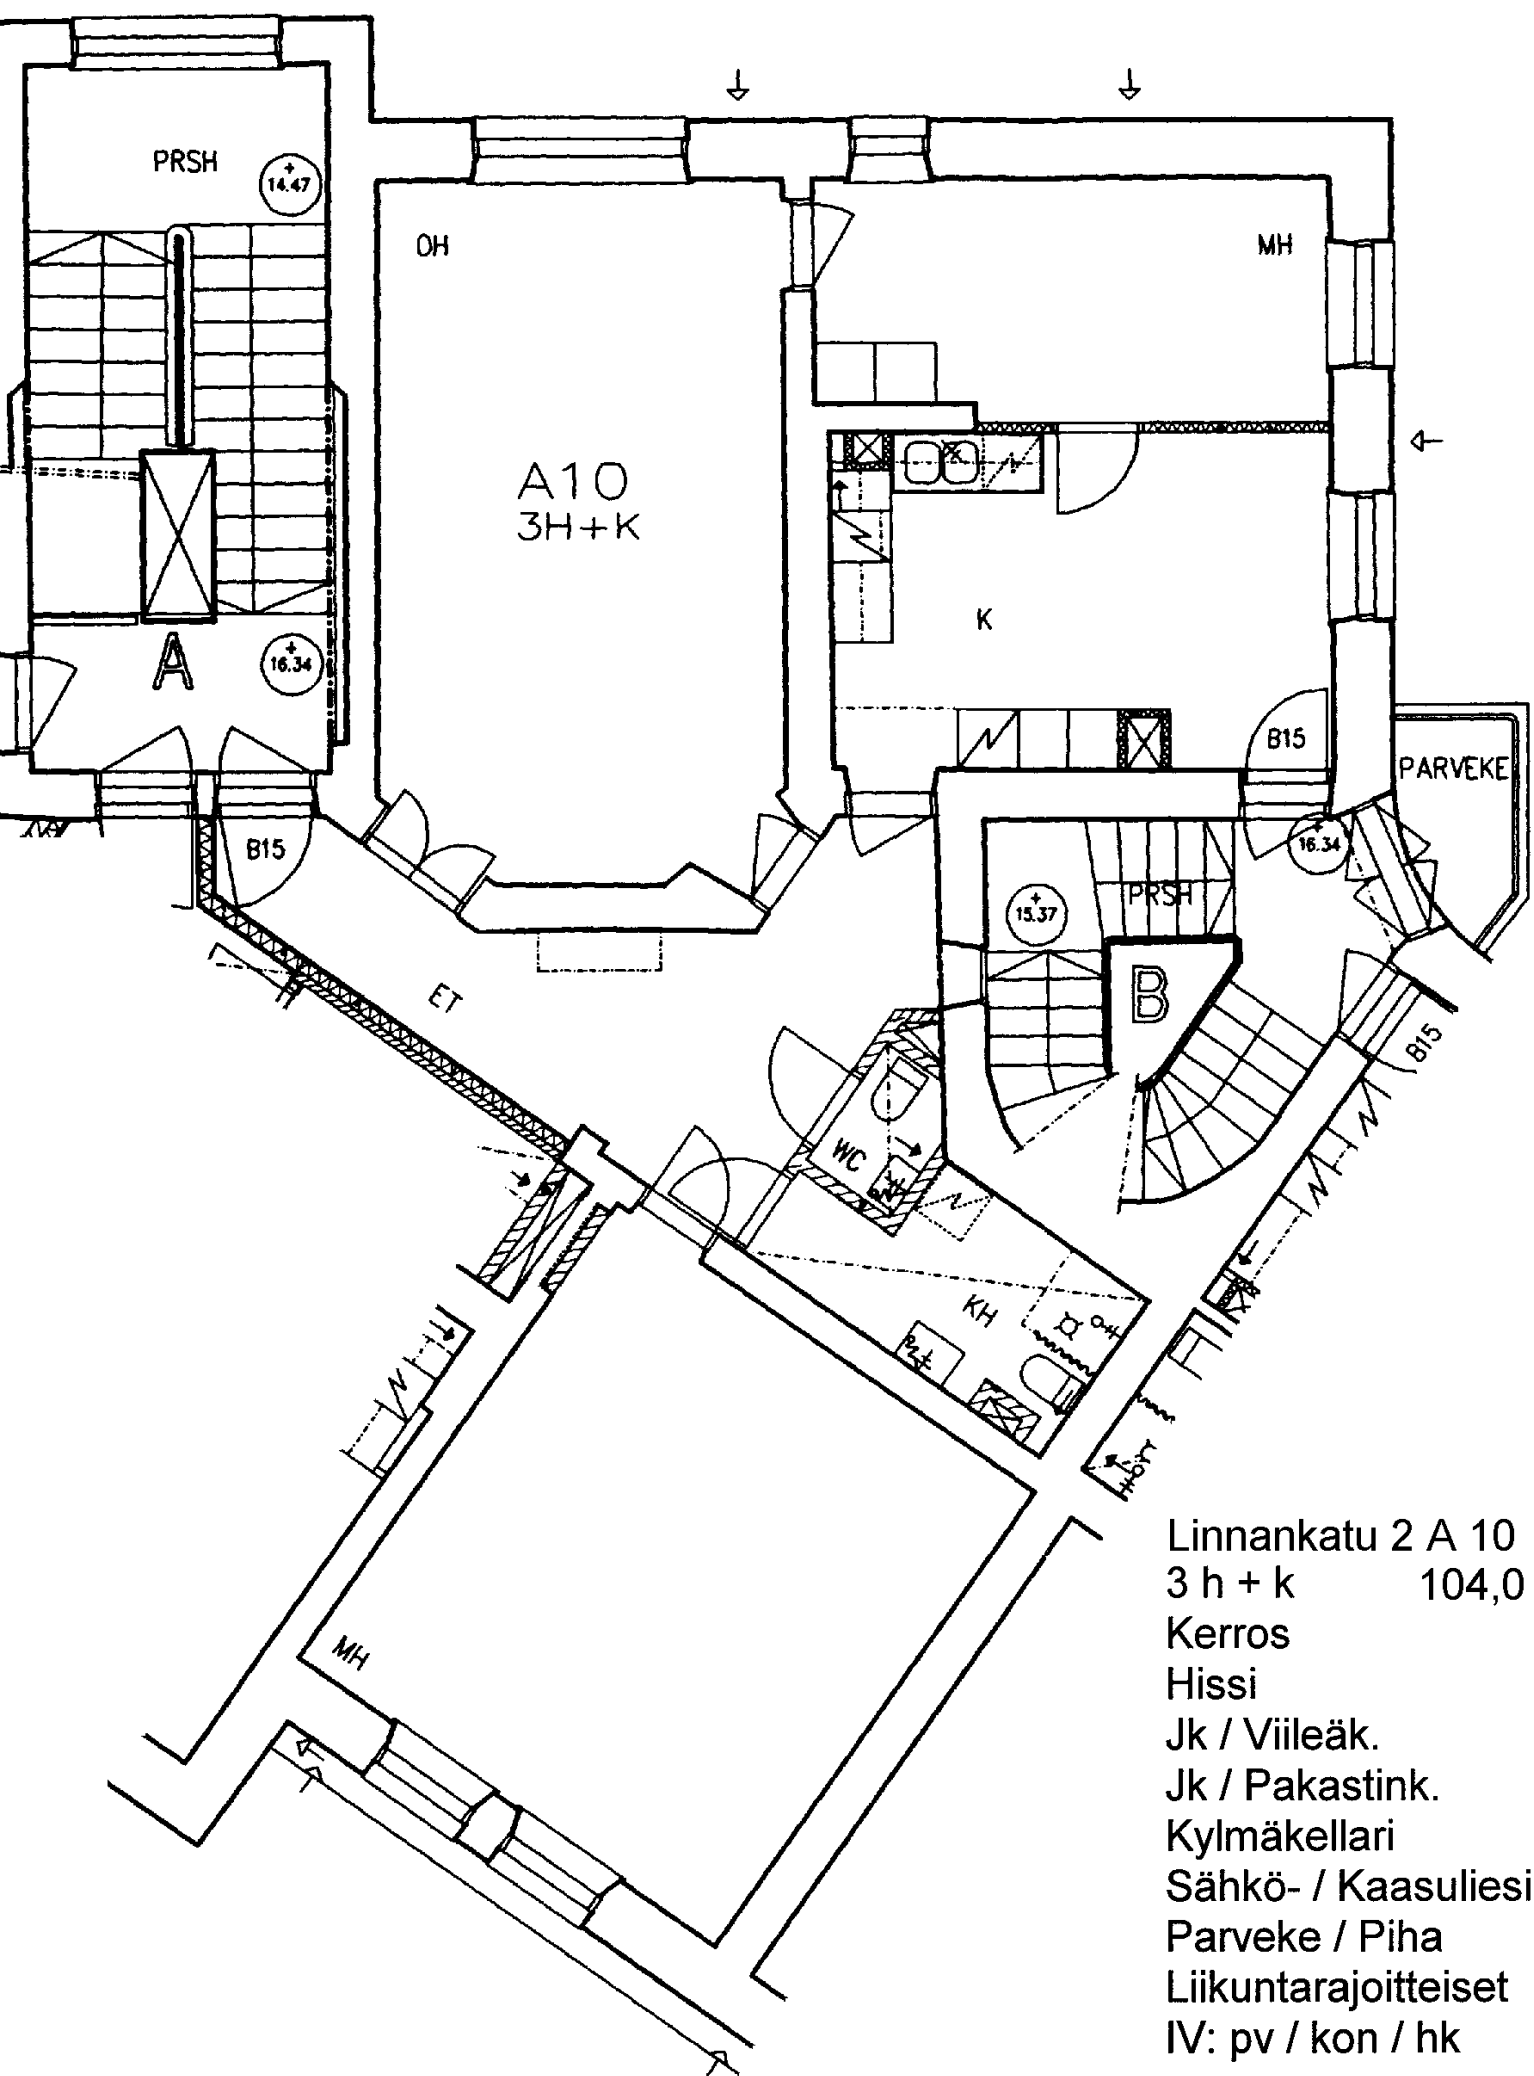 PRSH
+
14.47
OH
MH
A10
3H+K
K
A
+
16.34
B15
B15
PARVEKE
+
16.34
+
15.37
PRSH
B
ET
B15
WC
KH
MH
Linnankatu 2 A 10
3 h + k 104,0
Kerros
Hissi
Jk / Viileäk.
Jk / Pakastink.
Kylmäkellari
Sähkö- / Kaasuliesi
Parveke / Piha
Liikuntarajoitteiset
IV: pv / kon / hk